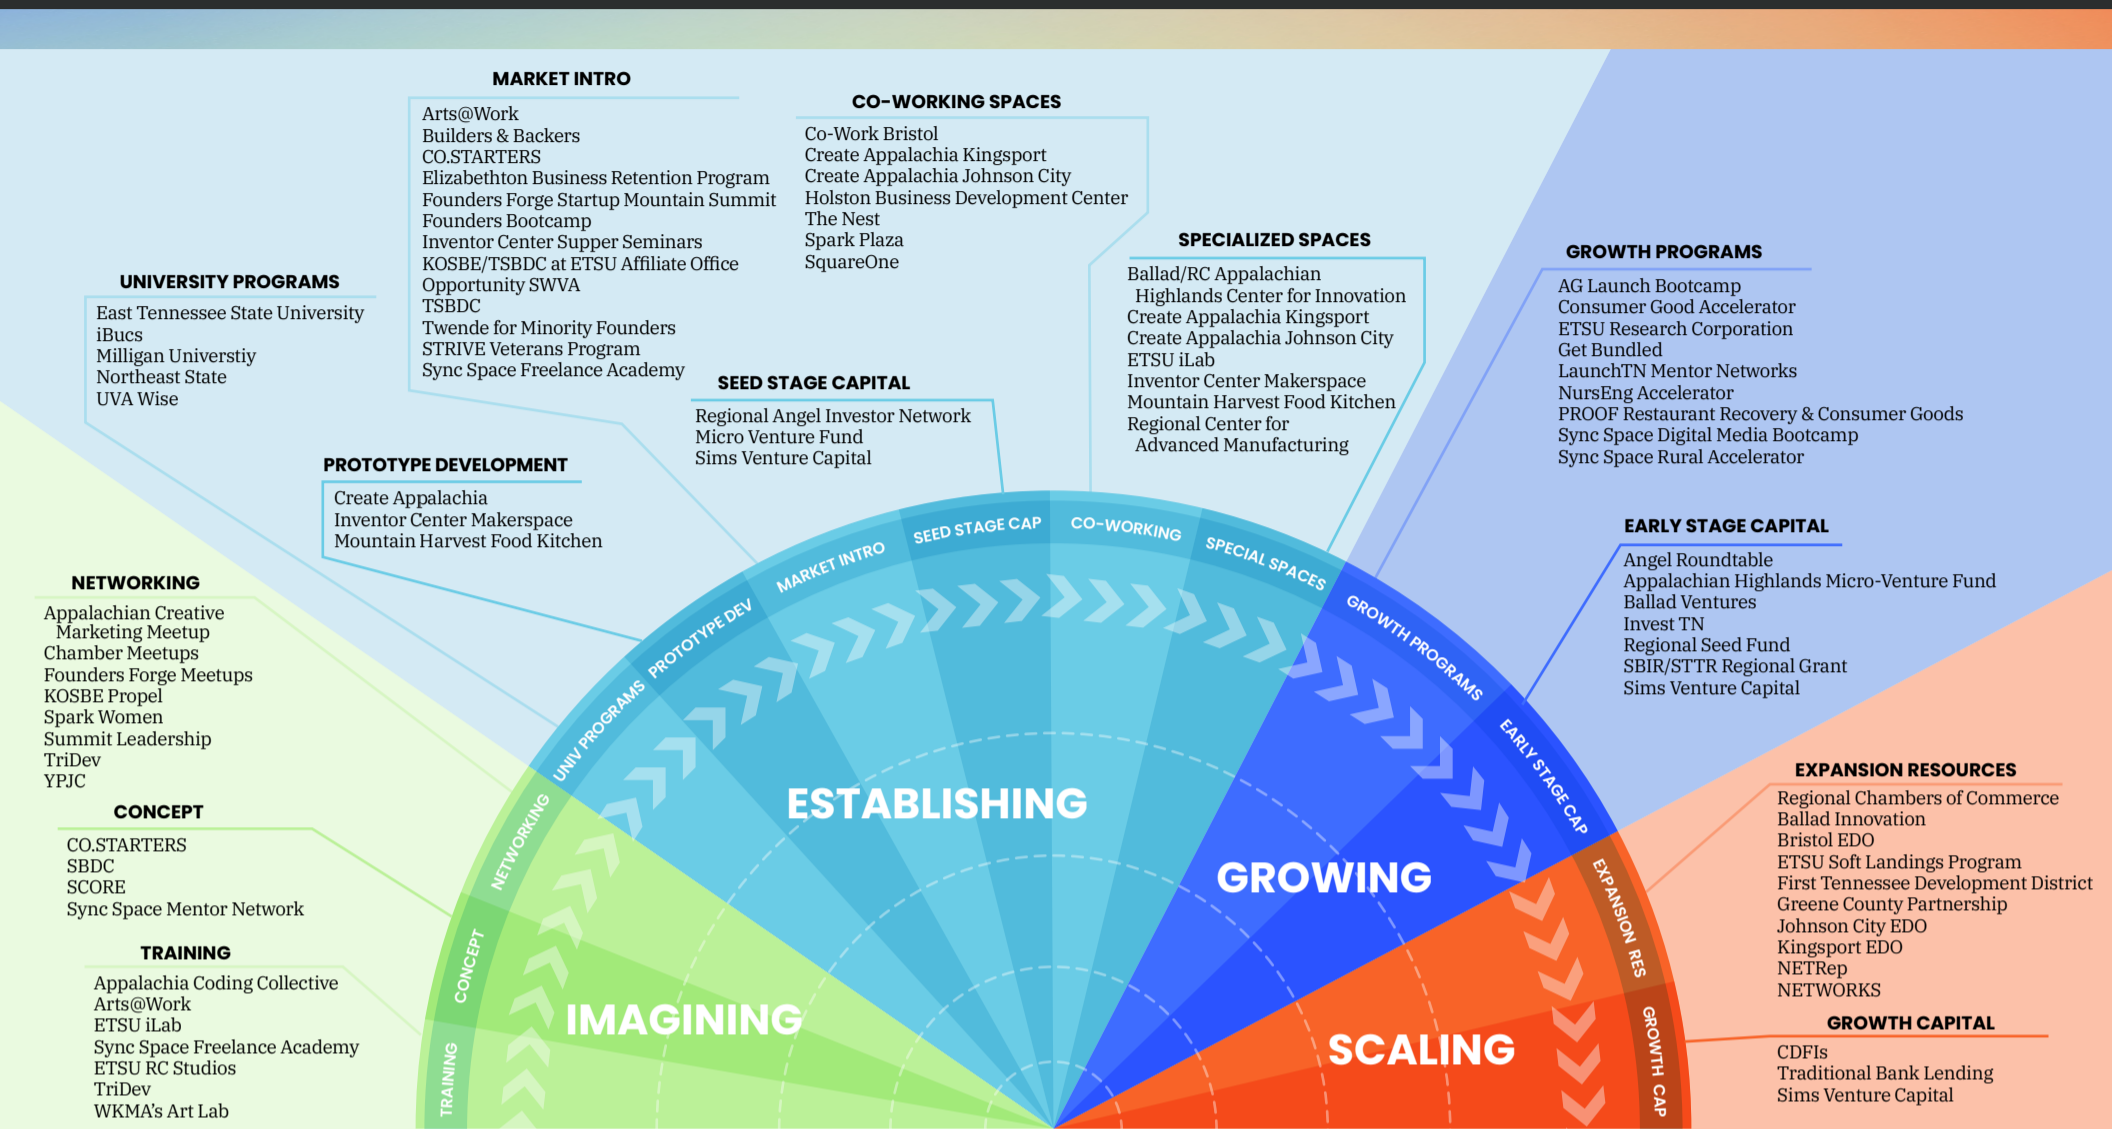 MARKET INTRO
Arts@Work
Builders & Backers
CO.STARTERS
Elizabethton Business Retention Program
Founders Forge Startup Mountain Summit
Founders Bootcamp
Inventor Center Supper Seminars
KOSBE/TSBDC at ETSU Affiliate Office
Opportunity SWVA
TSBDC
Twende for Minority Founders
STRIVE Veterans Program
Sync Space Freelance Academy
CO-WORKING SPACES
Co-Work Bristol
Create Appalachia Kingsport
Create Appalachia Johnson City
Holston Business Development Center
The Nest
Spark Plaza
SquareOne
SPECIALIZED SPACES
Ballad/RC Appalachian
Highlands Center for Innovation
Create Appalachia Kingsport
Create Appalachia Johnson City
ETSU iLab
Inventor Center Makerspace
Mountain Harvest Food Kitchen
Regional Center for
Advanced Manufacturing
GROWTH PROGRAMS
AG Launch Bootcamp
Consumer Good Accelerator
ETSU Research Corporation
Get Bundled
LaunchTN Mentor Networks
NursEng Accelerator
PROOF Restaurant Recovery & Consumer Goods
Sync Space Digital Media Bootcamp
Sync Space Rural Accelerator
UNIVERSITY PROGRAMS
East Tennessee State University
iBucs
Milligan Universtiy
Northeast State
UVA Wise
SEED STAGE CAPITAL
Regional Angel Investor Network
Micro Venture Fund
Sims Venture Capital
PROTOTYPE DEVELOPMENT
Create Appalachia
Inventor Center Makerspace
Mountain Harvest Food Kitchen
EARLY STAGE CAPITAL
Angel Roundtable
Appalachian Highlands Micro-Venture Fund
Ballad Ventures
Invest TN
Regional Seed Fund
SBIR/STTR Regional Grant
Sims Venture Capital
NETWORKING
Appalachian Creative
Marketing Meetup
Chamber Meetups
Founders Forge Meetups
KOSBE Propel
Spark Women
Summit Leadership
TriDev
YPJC
CONCEPT
CO.STARTERS
SBDC
SCORE
Sync Space Mentor Network
TRAINING
Appalachia Coding Collective
Arts@Work
ETSU iLab
Sync Space Freelance Academy
ETSU RC Studios
TriDev
WKMA's Art Lab
EXPANSION RESOURCES
Regional Chambers of Commerce
Ballad Innovation
Bristol EDO
ETSU Soft Landings Program
First Tennessee Development District
Greene County Partnership
Johnson City EDO
Kingsport EDO
NETRep
NETWORKS
GROWTH CAPITAL
CDFIs
Traditional Bank Lending
Sims Venture Capital
TRAINING
CONCEPT
NETWORKING
UNIV PROGRAMS
PROTOTYPE DEV
MARKET INTRO
SEED STAGE CAP
CO-WORKING
SPECIAL SPACES
GROWTH PROGRAMS
EARLY STAGE CAP
EXPANSION RES
GROWTH CAP
IMAGINING
ESTABLISHING
GROWING
SCALING